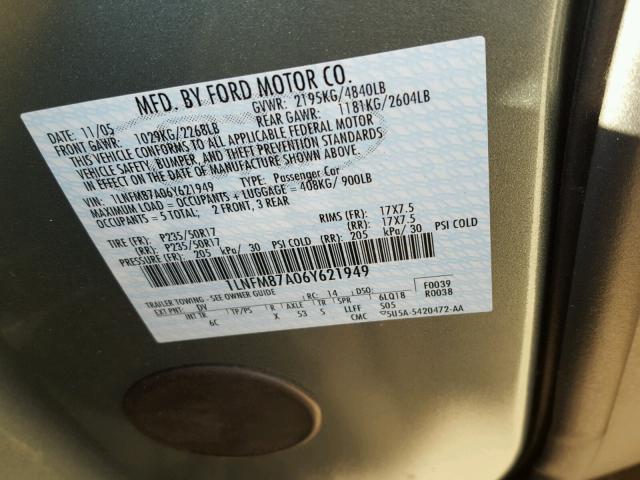 MFD. BY FORD MOTOR CO.
DATE: 11/05 GVWR: 2195KG/4840LB
FRONT GAWR: 1029KG/2268LB REAR GAWR: 1181KG/2604LB
THIS VEHICLE CONFORMS TO ALL APPLICABLE FEDERAL MOTOR
VEHICLE SAFETY, BUMPER, AND THEFT PREVENTION STANDARDS
IN EFFECT ON THE DATE OF MANUFACTURE SHOWN ABOVE.
VIN: 1LNFM87A06Y621949 TYPE: Passenger Car
MAXIMUM LOAD = OCCUPANTS + LUGGAGE = 408KG/ 900LB
OCCUPANTS = 5 TOTAL; 2 FRONT, 3 REAR
TIRE (FR): P235/50R17 RIMS (FR): 17X7.5
(RR): P235/50R17 (RR): 17X7.5
PRESSURE (FR): 205 kPa/ 30 PSI COLD (RR): 205 kPa/ 30 PSI COLD
1LNFM87A06Y621949
TRAILER TOWING - SEE OWNER GUIDE RC: 14 DSO: F0039
EXT PNT: DV R AXLE TR SPR 6LQ18 R0038
INT TR 6C TP/PS X 53 S LLFF S05
CMC 5U5A-5420472-AA